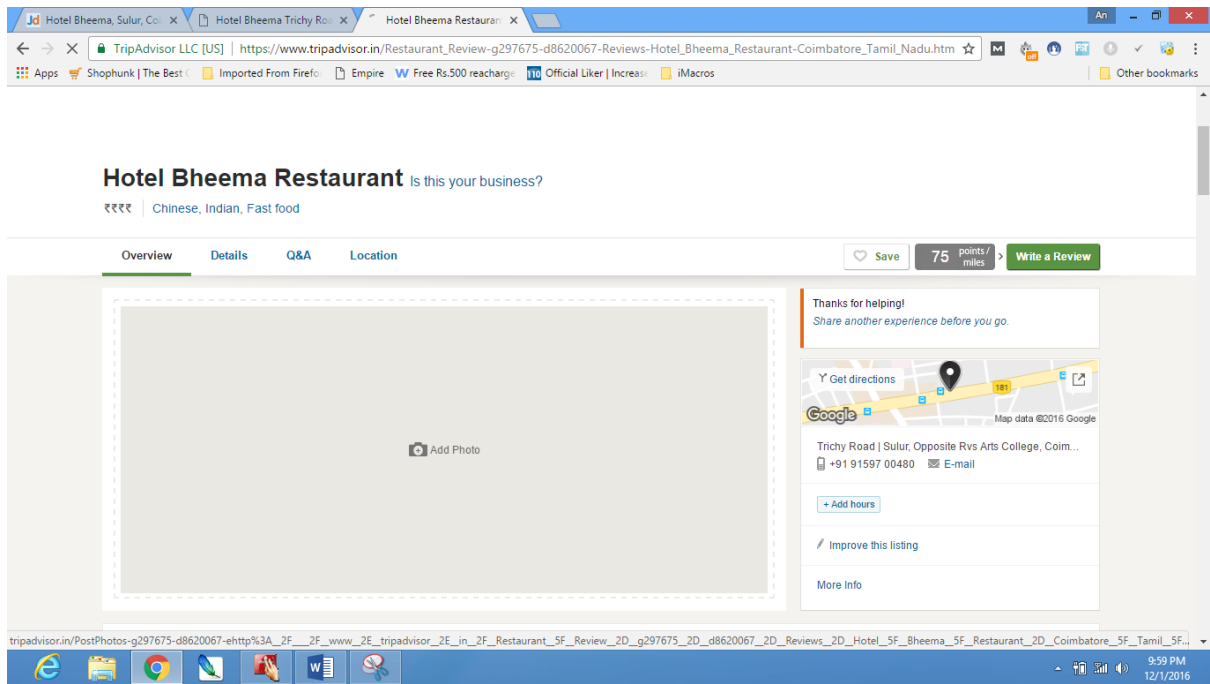 Hotel Bheema, Sulur, Coi
Hotel Bheema Trichy Roa
Hotel Bheema Restauran
An
TripAdvisor LLC [US] | https://www.tripadvisor.in/Restaurant_Review-g297675-d8620067-Reviews-Hotel_Bheema_Restaurant-Coimbatore_Tamil_Nadu.htm
Apps Shophunk | The Best Imported From Firefo Empire Free Rs.500 reacharge Official Liker | Increase iMacros Other bookmarks
Hotel Bheema Restaurant Is this your business?
₹₹₹₹ Chinese, Indian, Fast food
Overview Details Q&A Location Save 75 points / miles Write a Review
Thanks for helping!
Share another experience before you go.
Get directions
181
Google Map data ©2016 Google
Add Photo
Trichy Road | Sulur, Opposite Rvs Arts College, Coim...
+91 91597 00480 E-mail
+ Add hours
Improve this listing
More Info
tripadvisor.in/PostPhotos-g297675-d8620067-ehttp%3A__2F____2F__www__2E__tripadvisor__2E__in__2F__Restaurant__5F__Review__2D__g297675__2D__d8620067__2D__Reviews__2D__Hotel__5F__Bheema__5F__Restaurant__2D__Coimbatore__5F__Tamil__5F...
9:59 PM
12/1/2016